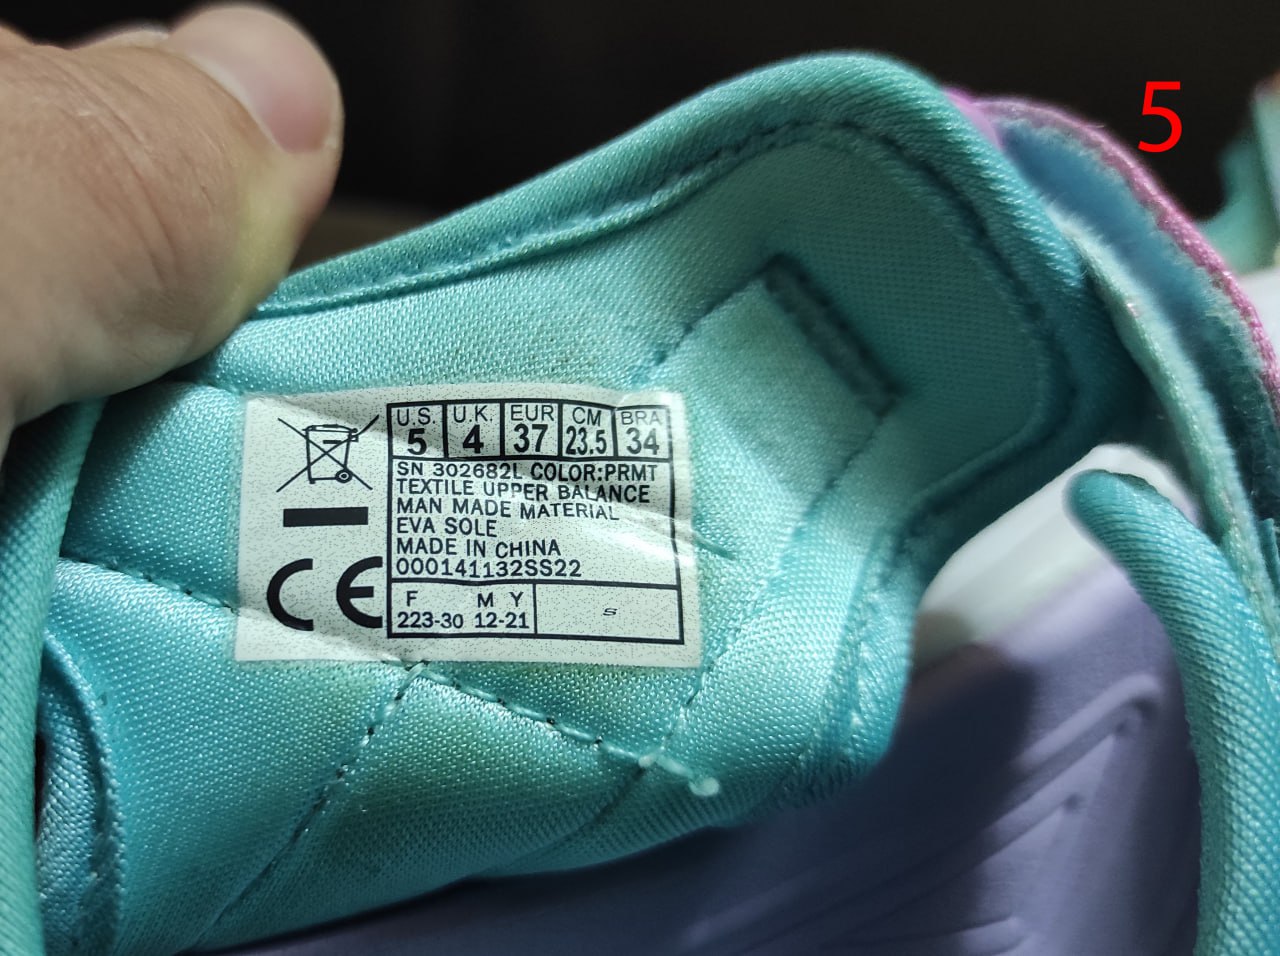 5
U.S. U.K. EUR CM BRA
5 4 37 23.5 34
SN 302682L COLOR:PRMT
TEXTILE UPPER BALANCE
MAN MADE MATERIAL
EVA SOLE
MADE IN CHINA
000141132SS22
F M Y
223-30 12-21
S
CE